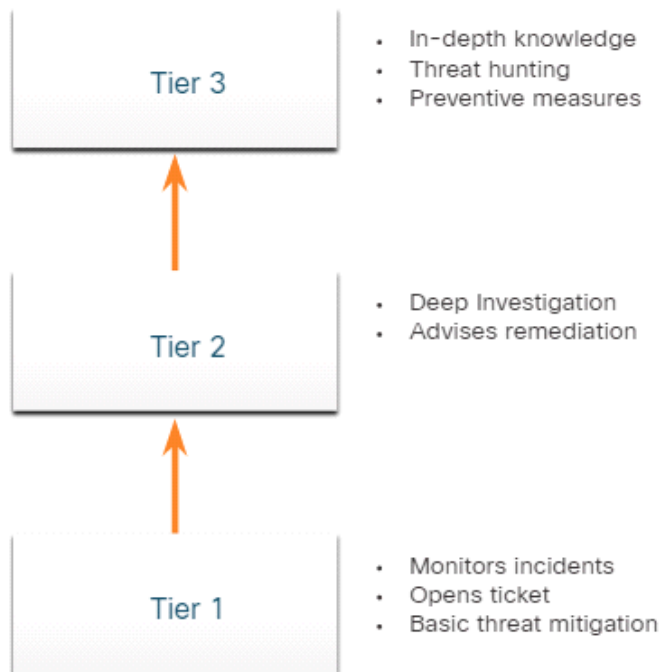 Tier 3
• In-depth knowledge
• Threat hunting
• Preventive measures
Tier 2
• Deep Investigation
• Advises remediation
Tier 1
• Monitors incidents
• Opens ticket
• Basic threat mitigation